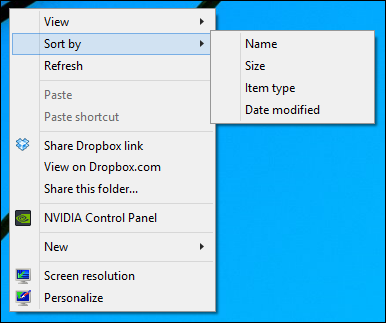 View
Sort by
Refresh
Paste
Paste shortcut
Share Dropbox link
View on Dropbox.com
Share this folder...
NVIDIA Control Panel
New
Screen resolution
Personalize
Name
Size
Item type
Date modified